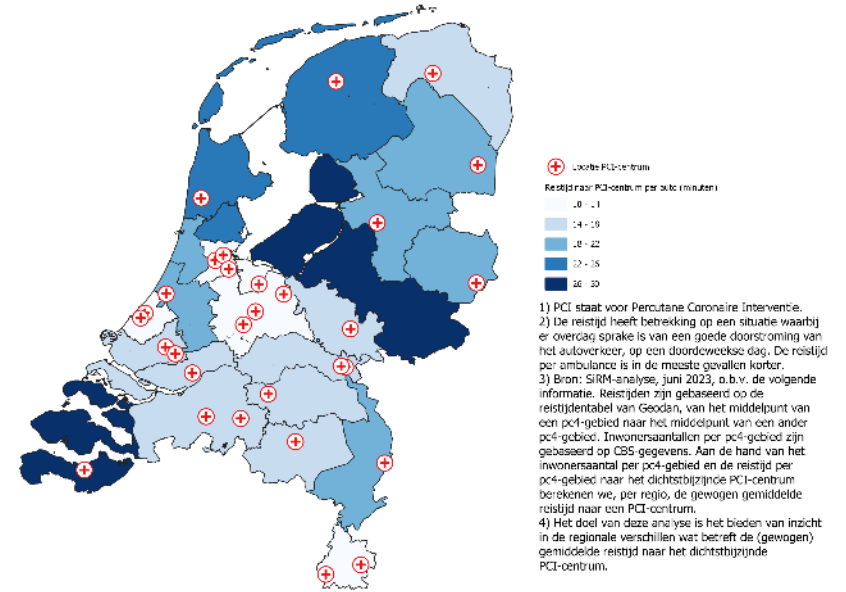 Locatie PCI-centrum
Reistijd naar PCI-centrum per auto (minuten)
10 - 14
14 - 18
18 - 22
22 - 26
26 - 30
1) PCI staat voor Percutane Coronaire Interventie.
2) De reistijd heeft betrekking op een situatie waarbij
er overdag sprake is van een goede doorstroming van
het autoverkeer, op een doordeweekse dag. De reistijd
per ambulance is in de meeste gevallen korter.
3) Bron: SiRM-analyse, juni 2023, o.b.v. de volgende
informatie. Reistijden zijn gebaseerd op de
reistijdentabel van Geodan, van het middelpunt van
een pc4-gebied naar het middelpunt van een ander
pc4-gebied. Inwonersaantallen per pc4-gebied zijn
gebaseerd op CBS-gegevens. Aan de hand van het
inwonersaantal per pc4-gebied en de reistijd per
pc4-gebied naar het dichtstbijzijnde PCI-centrum
berekenen we, per regio, de gewogen gemiddelde
reistijd naar een PCI-centrum.
4) Het doel van deze analyse is het bieden van inzicht
in de regionale verschillen wat betreft de (gewogen)
gemiddelde reistijd naar het dichtstbijzijnde
PCI-centrum.